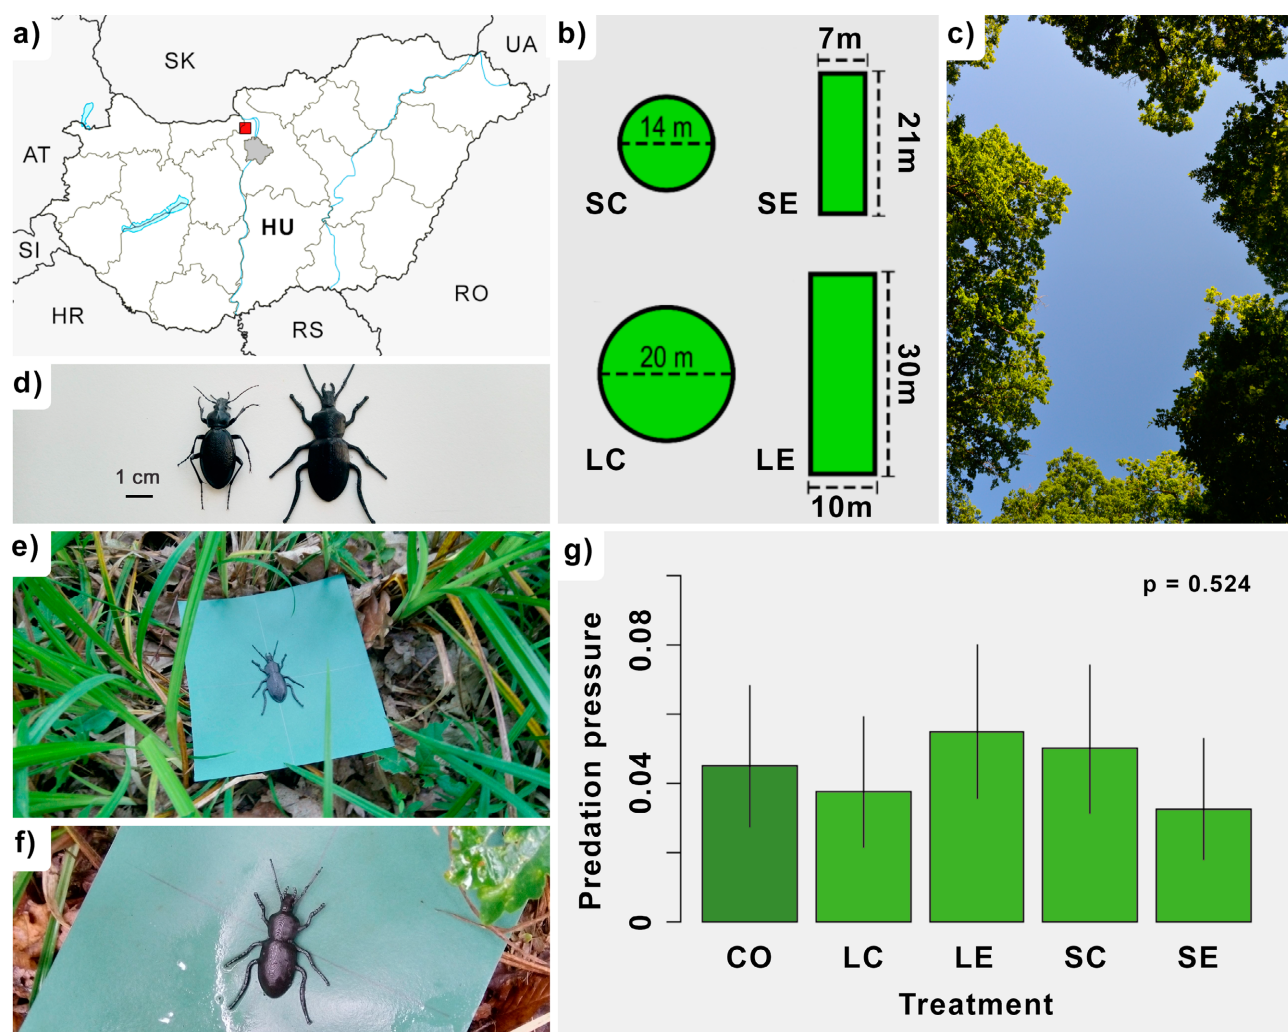 a)
SK
UA
AT
HU
SI
HR
RS
RO
b)
7m
14 m
21m
SC
SE
20 m
30m
LC
LE
10m
c)
d)
1 cm
e)
f)
g)
p = 0.524
Predation pressure
0.08
0.04
0
CO
LC
LE
SC
SE
Treatment